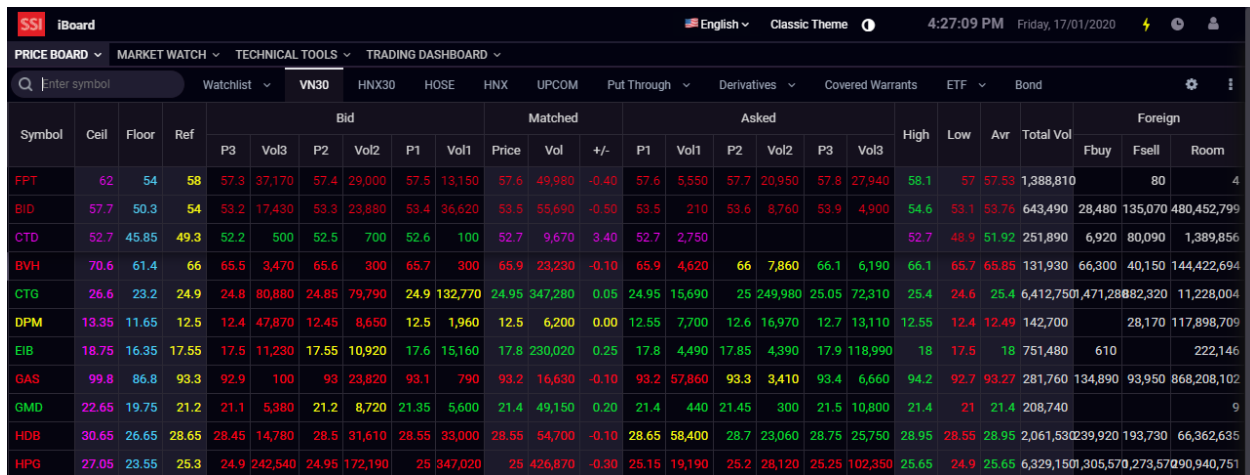 SSI iBoard English Classic Theme 4:27:09 PM Friday, 17/01/2020
PRICE BOARD MARKET WATCH TECHNICAL TOOLS TRADING DASHBOARD
Enter symbol Watchlist VN30 HNX30 HOSE HNX UPCOM Put Through Derivatives Covered Warrants ETF Bond
Symbol Ceil Floor Ref Bid Matched Asked High Low Avr Total Vol Foreign
P3 Vol3 P2 Vol2 P1 Vol1 Price Vol +/- P1 Vol1 P2 Vol2 P3 Vol3 Fbuy Fsell Room
FPT 62 54 58 57.3 37,170 57.4 29,000 57.5 13,150 57.6 49,980 -0.40 57.6 5,550 57.7 20,950 57.8 27,940 58.1 57 57.53 1,388,810 80 4
BID 57.7 50.3 54 53.2 17,430 53.3 23,880 53.4 36,620 53.5 55,690 -0.50 53.5 210 53.6 8,760 53.9 4,900 54.6 53.1 53.76 643,490 28,480 135,070 480,452,799
CTD 52.7 45.85 49.3 52.2 500 52.5 700 52.6 100 52.7 9,670 3.40 52.7 2,750 52.7 48.9 51.92 251,890 6,920 80,090 1,389,856
BVH 70.6 61.4 66 65.5 3,470 65.6 300 65.7 300 65.9 23,230 -0.10 65.9 4,620 66 7,860 66.1 6,190 66.1 65.7 65.85 131,930 66,300 40,150 144,422,694
CTG 26.6 23.2 24.9 24.8 80,880 24.85 79,790 24.9 132,770 24.95 347,280 0.05 24.95 15,690 25 249,980 25.05 72,310 25.4 24.6 25.4 6,412,750 11,228,004
DPM 13.35 11.65 12.5 12.4 47,870 12.45 8,650 12.5 1,960 12.5 6,200 0.00 12.55 7,700 12.6 16,970 12.7 13,110 12.55 12.4 12.49 142,700 28,170 117,898,709
EIB 18.75 16.35 17.55 17.5 11,230 17.55 10,920 17.6 15,160 17.8 230,020 0.25 17.8 4,490 17.85 4,390 17.9 118,990 18 17.5 18 751,480 610 222,146
GAS 99.8 86.8 93.3 92.9 100 93 23,820 93.1 790 93.2 16,630 -0.10 93.2 57,860 93.3 3,410 93.4 6,660 94.2 92.7 93.27 281,760 134,890 93,950 868,208,102
GMD 22.65 19.75 21.2 21.1 5,380 21.2 8,720 21.35 5,600 21.4 49,150 0.20 21.4 440 21.45 300 21.5 10,800 21.4 21 21.4 208,740 9
HDB 30.65 26.65 28.65 28.45 14,780 28.5 31,610 28.55 33,000 28.55 54,700 -0.10 28.65 58,400 28.7 23,060 28.75 25,750 28.95 28.55 28.95 2,061,530 239,920 193,730 66,362,635
HPG 27.05 23.55 25.3 24.9 242,540 24.95 172,190 25 347,020 25 426,870 -0.30 25.15 19,190 25.2 28,120 25.25 102,350 25.65 24.9 25.65 6,329,150 1,305,570 1,273,570 290,940,751